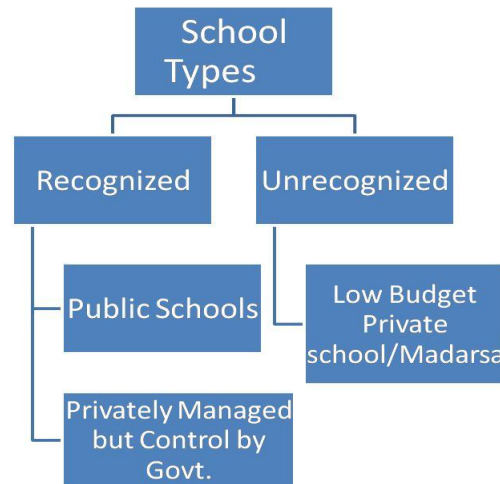 School
Types
Recognized
Unrecognized
Public Schools
Privately Managed
but Control by
Govt.
Low Budget
Private
school/Madarsa